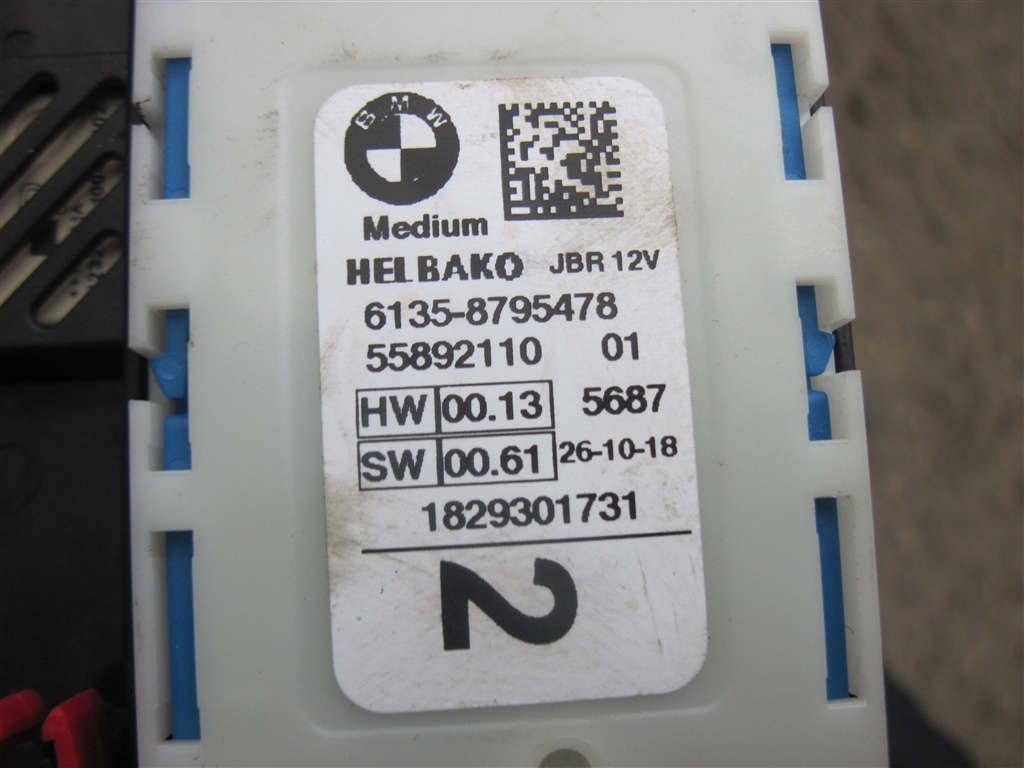 BMW
Medium
HELBAKO JBR 12V
6135-8795478
55892110 01
HW 00.13 5687
SW 00.61 26-10-18
1829301731
2